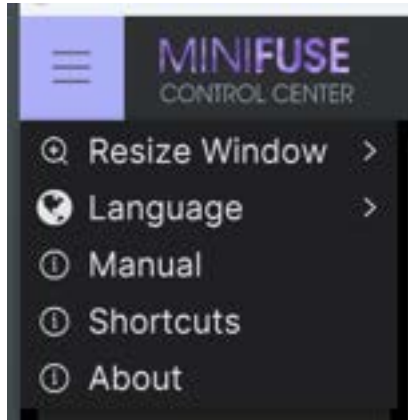 MINIFUSE
CONTROL CENTER
Resize Window
Language
Manual
Shortcuts
About